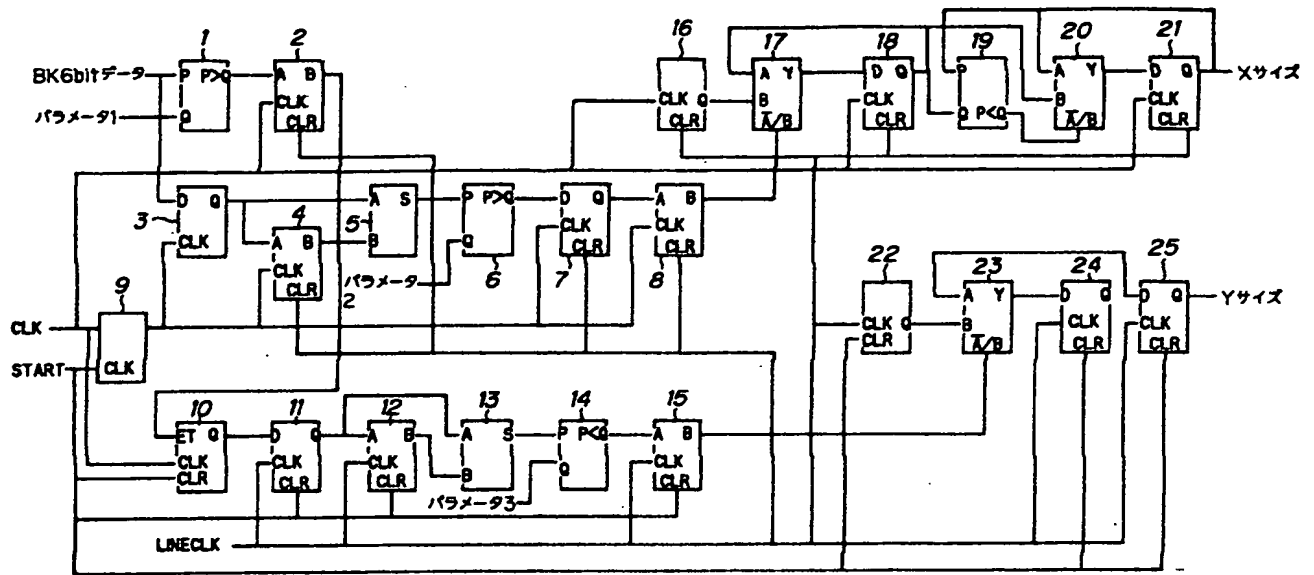 1
2
BK6bitデータ
P P>Q
A B
CLK
CLR
パラメータ1
Q
16
17
18
19
20
21
CLK Q
CLR
A Y
B
A/B
D Q
CLK
CLR
P
Q P<Q
A Y
B
A/B
D Q
CLK
CLR
Xサイズ
3
4
5
6
7
8
D Q
CLK
A B
CLK
CLR
A S
B
P P>Q
Q
パラメータ
2
D Q
CLK
CLR
A B
CLK
CLR
22
23
24
25
CLK Q
CLR
A Y
B
A/B
D Q
CLK
CLR
D Q
CLK
CLR
Yサイズ
9
CLK
START
CLK
10
11
12
13
14
15
ET Q
CLK
CLR
D Q
CLK
CLR
A B
CLK
CLR
A S
B
P P<Q
Q
パラメータ3
A B
CLK
CLR
LINECLK